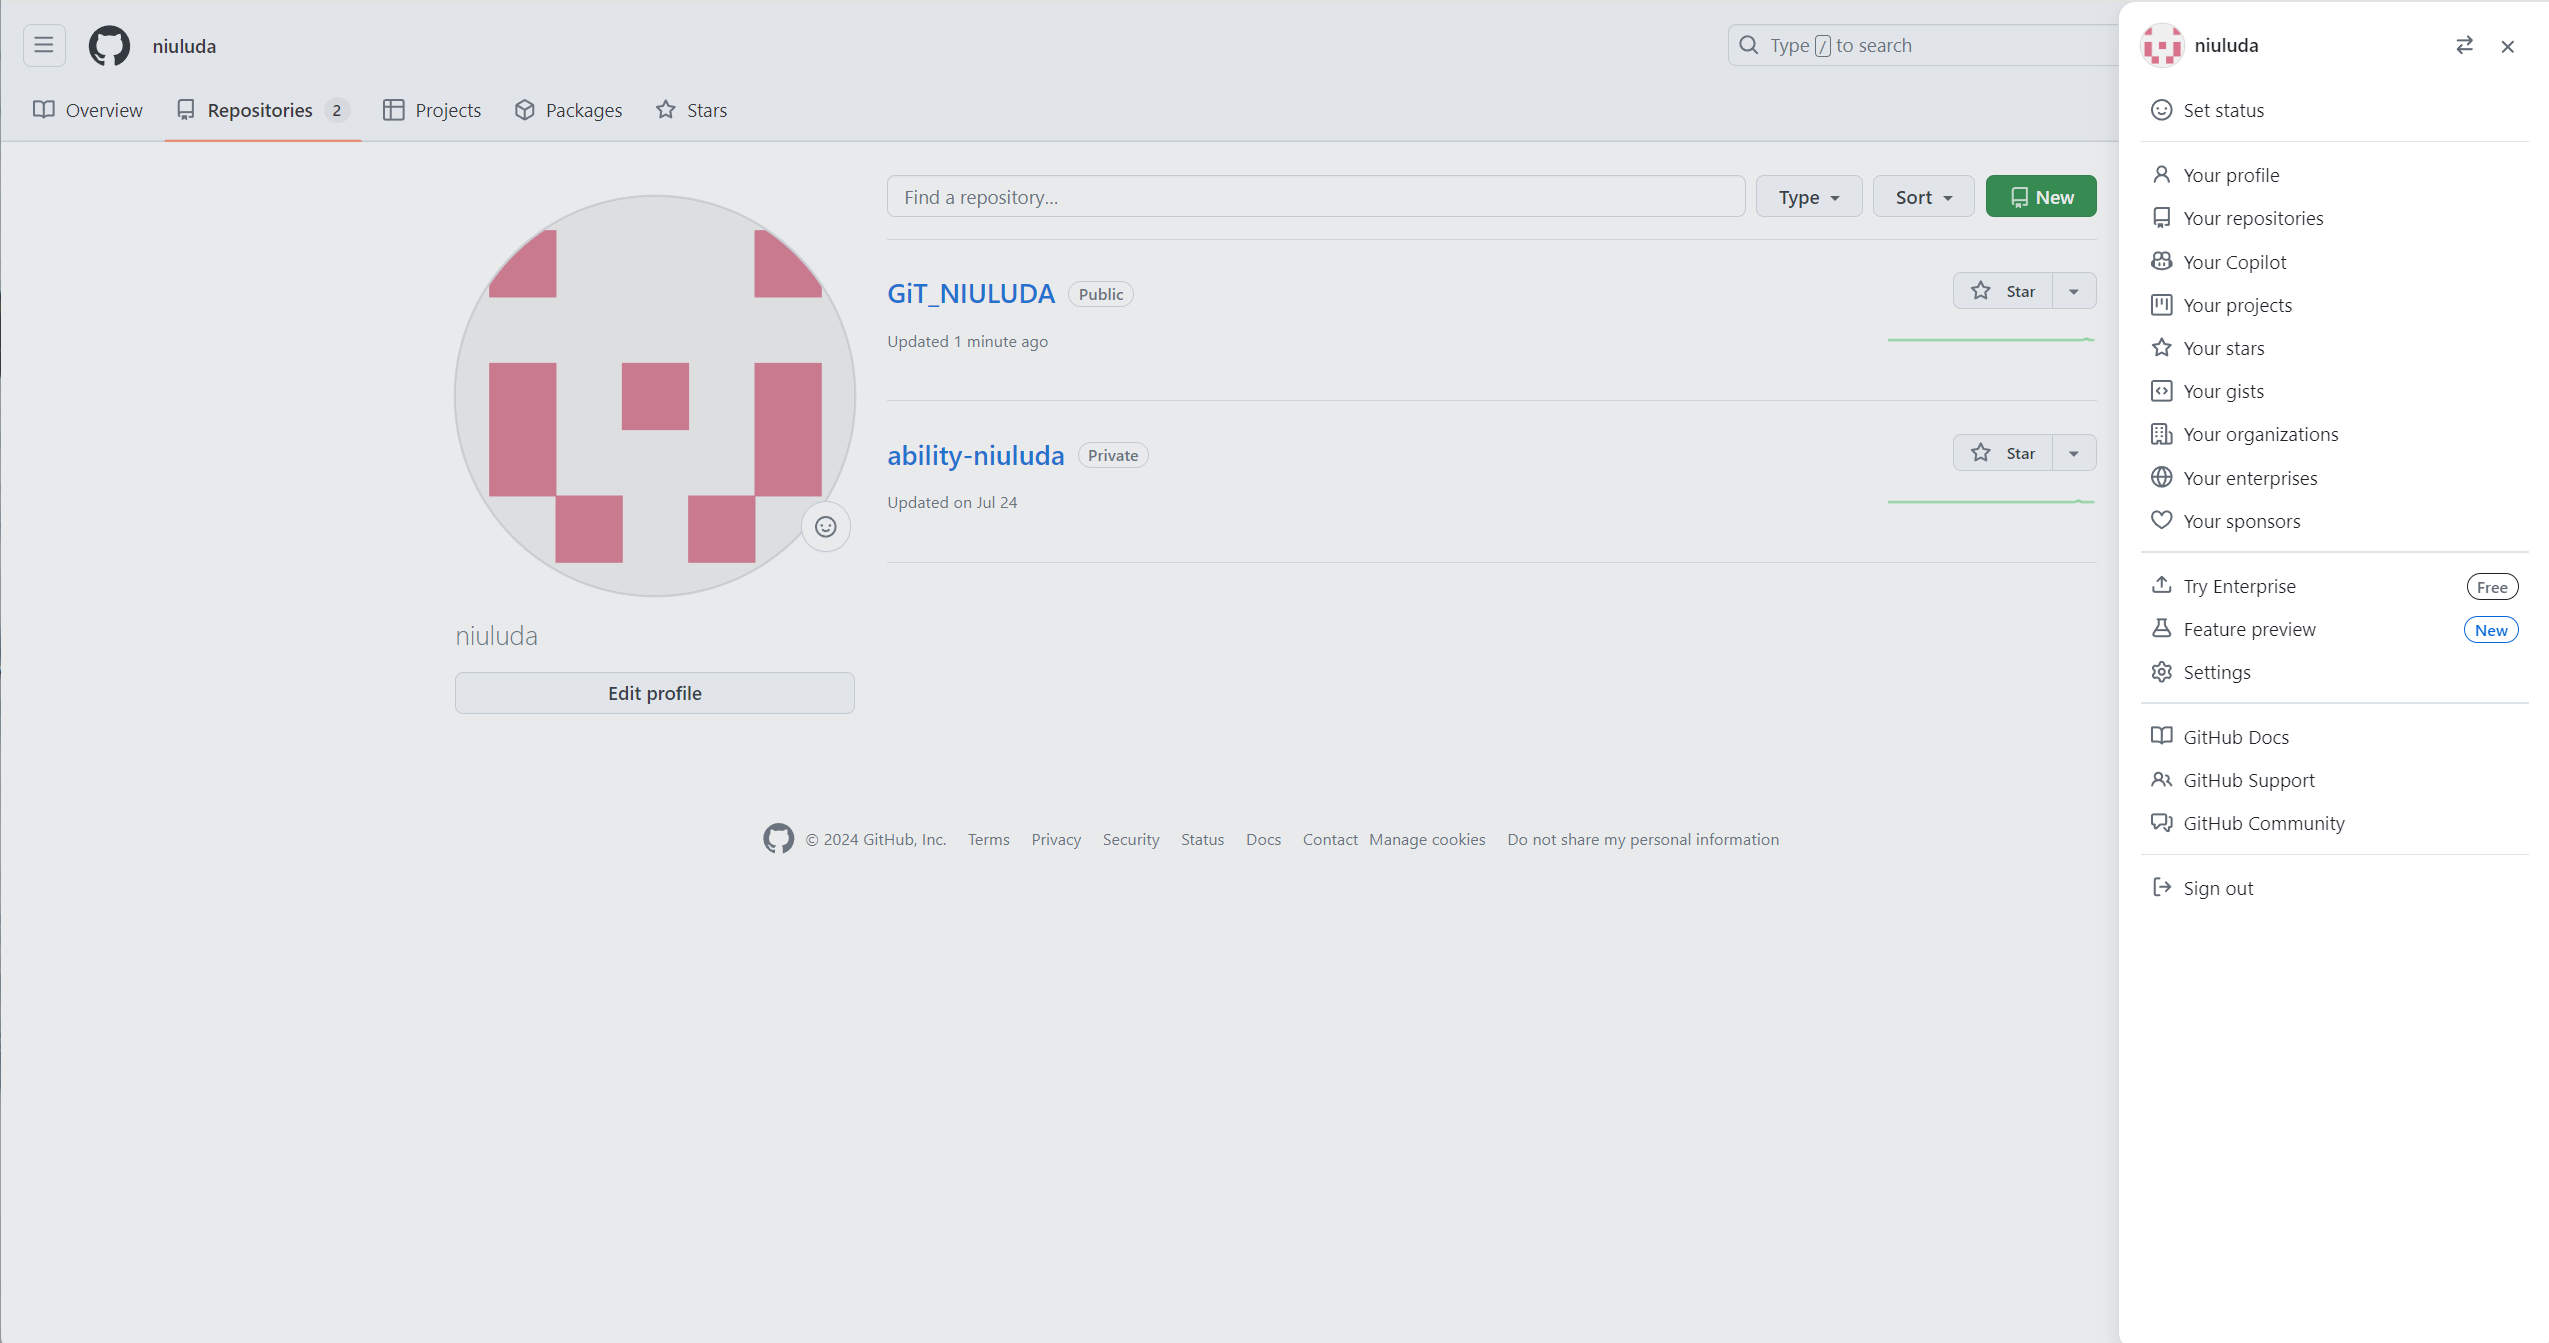 niuluda
Type / to search
Overview Repositories 2 Projects Packages Stars
Find a repository...
Type Sort New
GiT_NIULUDA Public
Star
Updated 1 minute ago
ability-niuluda Private
Star
Updated on Jul 24
niuluda
Edit profile
© 2024 GitHub, Inc. Terms Privacy Security Status Docs Contact Manage cookies Do not share my personal information
niuluda
Set status
Your profile
Your repositories
Your Copilot
Your projects
Your stars
Your gists
Your organizations
Your enterprises
Your sponsors
Try Enterprise Free
Feature preview New
Settings
GitHub Docs
GitHub Support
GitHub Community
Sign out